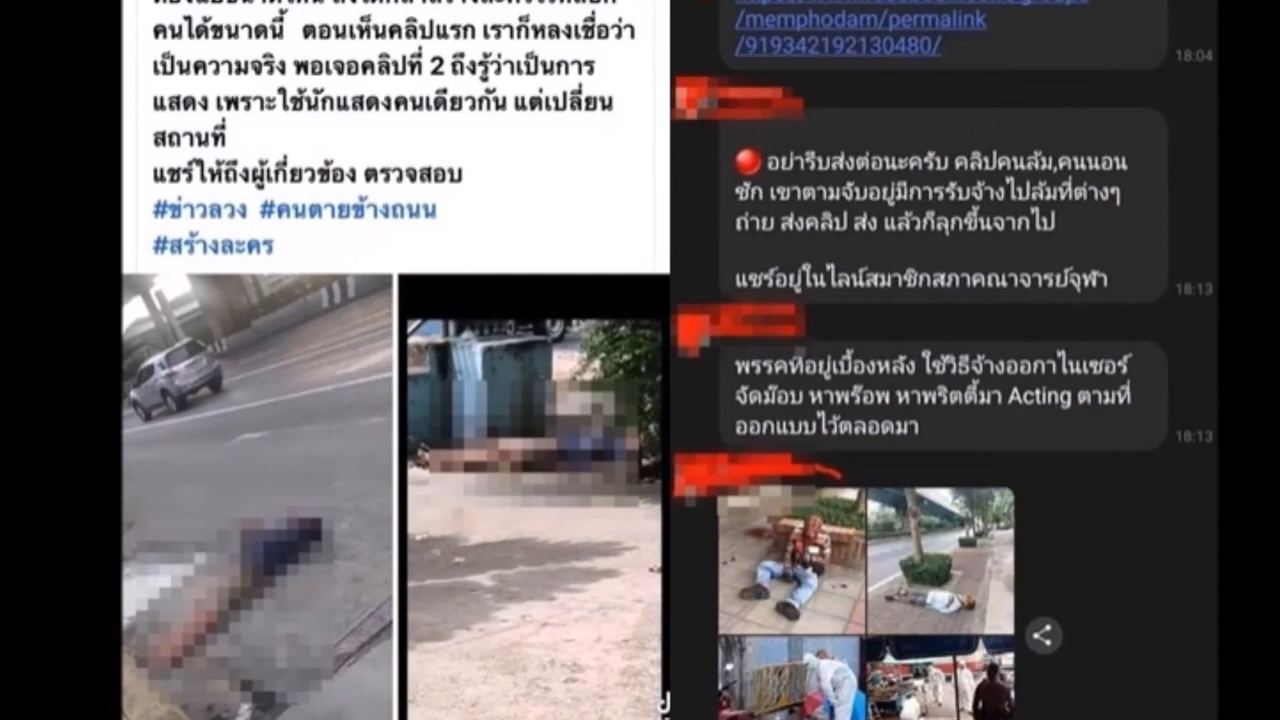 คนได้ขนาดนี้ ตอนเห็นคลิปแรก เราก็หลงเชื่อว่า
เป็นความจริง พอเจอคลิปที่ 2 ถึงรู้ว่าเป็นการ
แสดง เพราะใช้นักแสดงคนเดียวกัน แต่เปลี่ยน
สถานที่
แชร์ให้ถึงผู้เกี่ยวข้อง ตรวจสอบ
#ข่าวลวง #คนตายข้างถนน
#สร้างละคร
/memphodam/permalink
/919342192130480/
18:04
อย่ารีบส่งต่อนะครับ คลิปคนล้ม,คนนอน
ชัก เขาตามจับอยู่มีการรับจ้างไปล้มที่ต่างๆ
ถ่าย ส่งคลิป ส่ง แล้วก็ลุกขึ้นจากไป
แชร์อยู่ในไลน์สมาชิกสภาคณาจารย์จุฬา
18:13
พรรคที่อยู่เบื้องหลัง ใช้วิธีจ้างออกาไนเซอร์
จัดม๊อบ หาพร๊อพ หาพริตตี้มา Acting ตามที่
ออกแบบไว้ตลอดมา
18:13